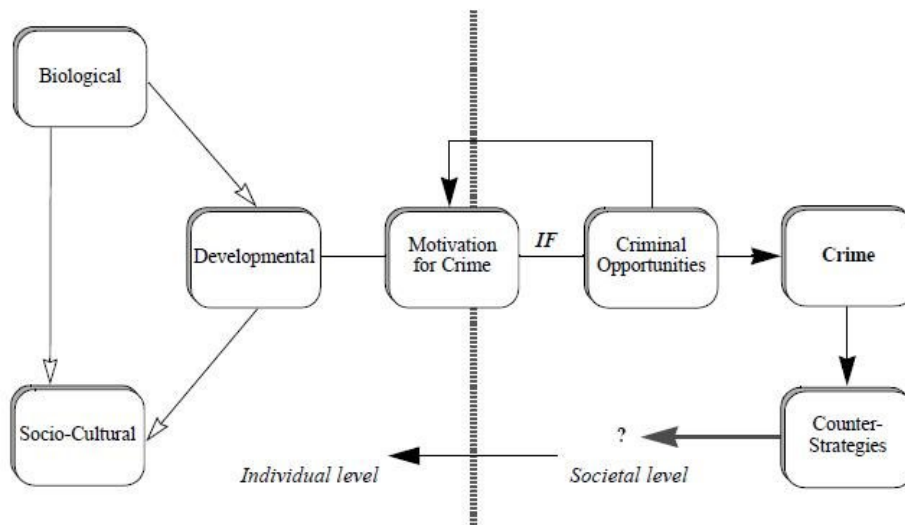 Biological
Developmental
Motivation
for Crime
IF
Criminal
Opportunities
Crime
Socio-Cultural
?
Counter-
Strategies
Individual level
Societal level